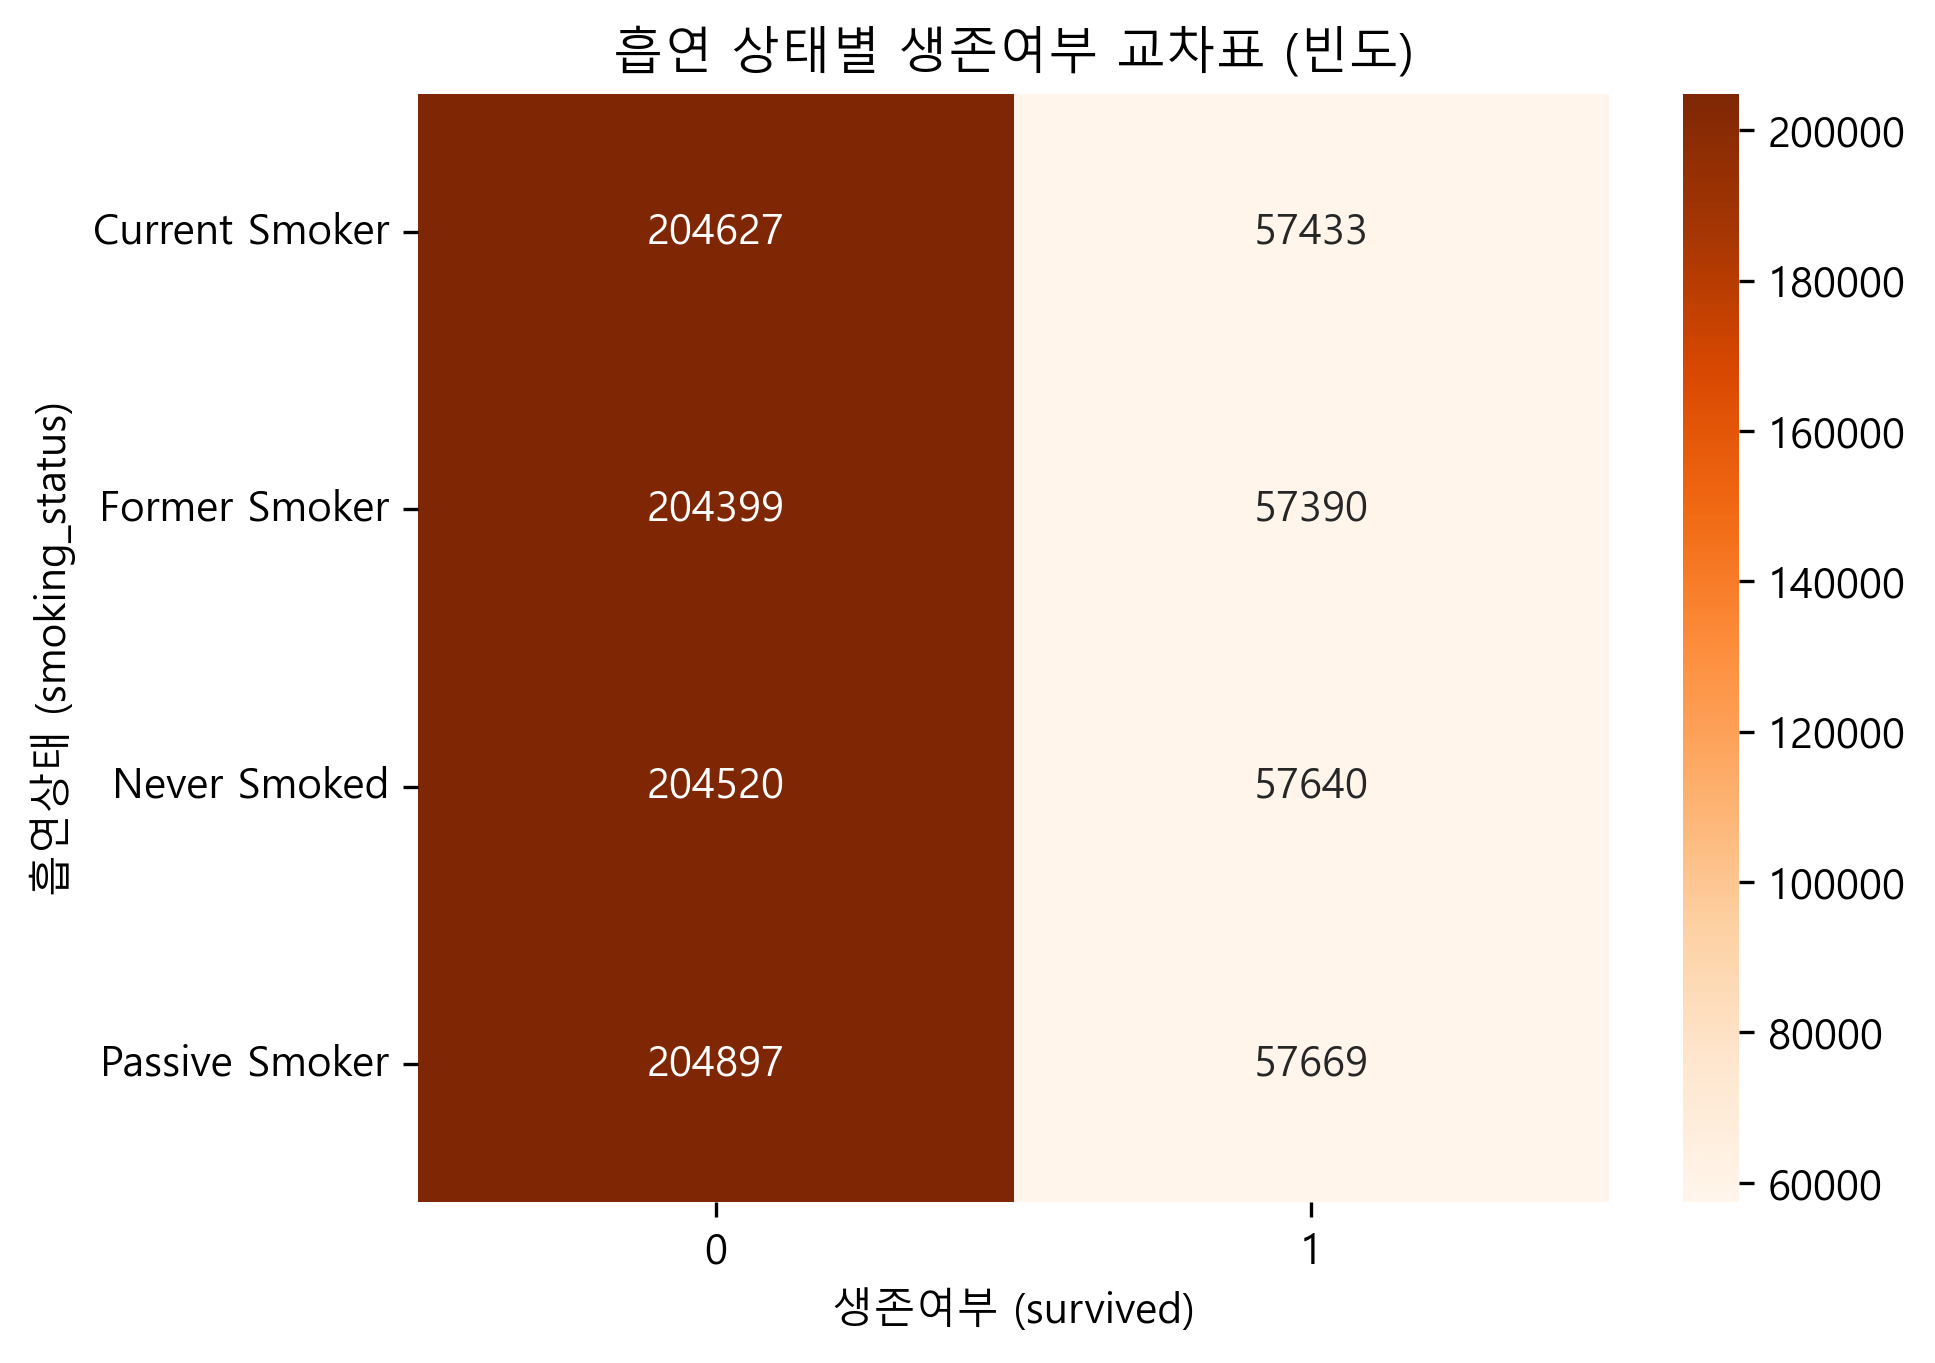 흡연 상태별 생존여부 교차표 (빈도)
흡연상태 (smoking_status)
Current Smoker 204627 57433
Former Smoker 204399 57390
Never Smoked 204520 57640
Passive Smoker 204897 57669
0 1
생존여부 (survived)
200000
180000
160000
140000
120000
100000
80000
60000